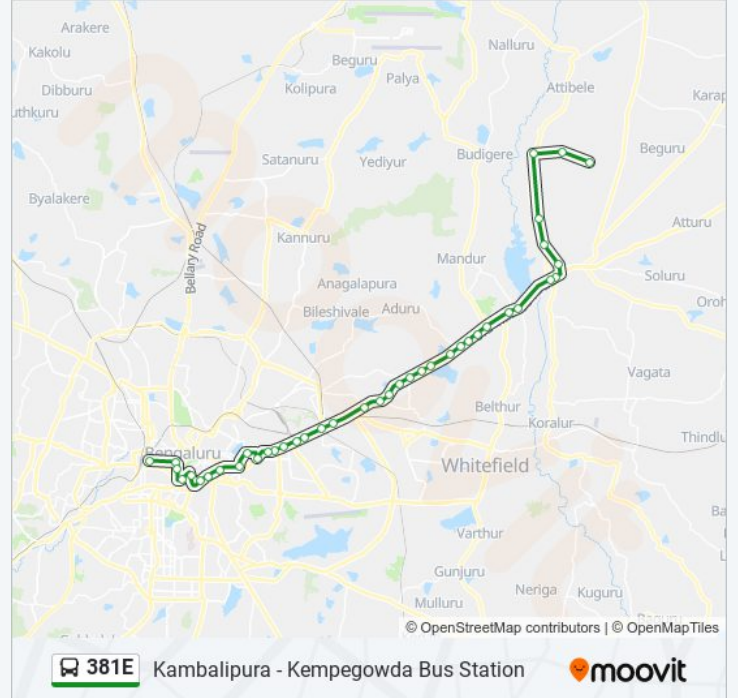 Arakere
Nalluru
Kakolu
Beguru
Palya
Dibburu
Kolipura
Attibele
uthkuru
Karap
Satanuru
Yediyur
Budigere
Beguru
Byalakere
Atturu
Kannuru
Bellary Road
Mandur
Soluru
Anagalapura
Oroh
Bileshivale
Aduru
Vagata
Belthur
Koralur
Thindlu
Bengaluru
Whitefield
Ba
Varthur
L
Gunjuru
Neriga
Kuguru
Mulluru
© OpenStreetMap contributors | © OpenMapTiles
381E Kambalipura - Kempegowda Bus Station moovit